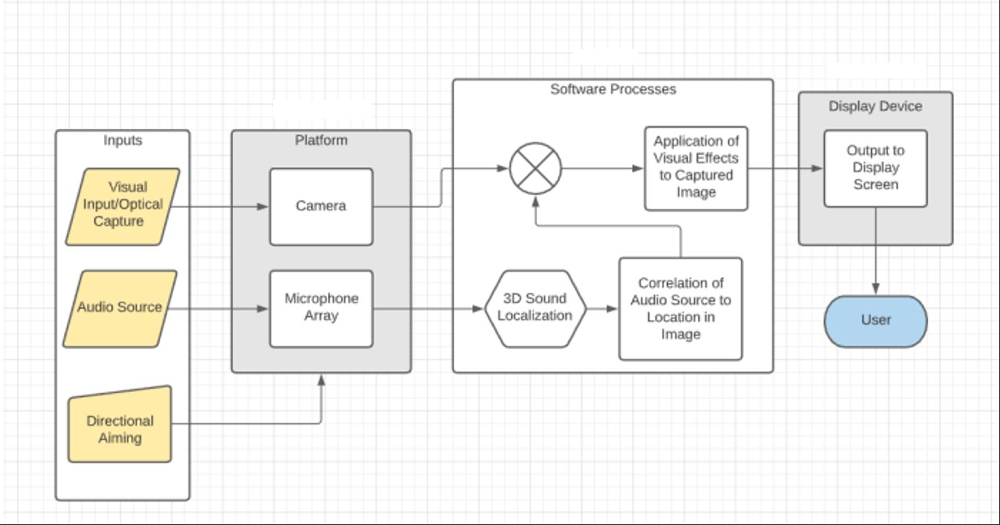 Inputs
Visual
Input/Optical
Capture
Audio Source
Directional
Aiming
Platform
Camera
Microphone
Array
Software Processes
Application of
Visual Effects
to Captured
Image
3D Sound
Localization
Correlation of
Audio Source to
Location in
Image
Display Device
Output to
Display
Screen
User